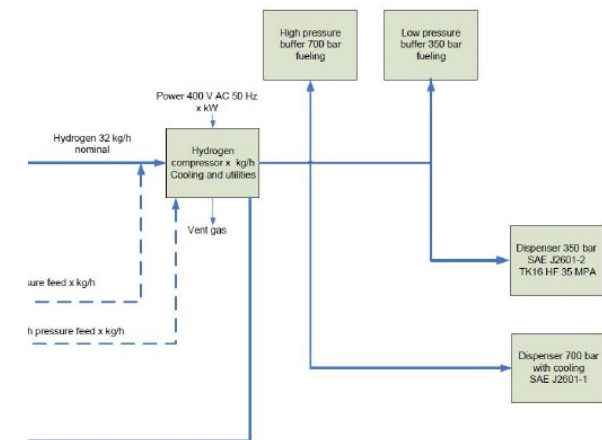 High pressure
buffer 700 bar
fueling
Low pressure
buffer 350 bar
fueling
Power 400 V AC 50 Hz
x kW
Hydrogen 32 kg/h
nominal
Hydrogen
compressor x kg/h
Cooling and utilities
Vent gas
Dispenser 350 bar
SAE J2601-2
TK16 HF 35 MPA
sure feed x kg/h
h pressure feed x kg/h
Dispenser 700 bar
with cooling
SAE J2601-1